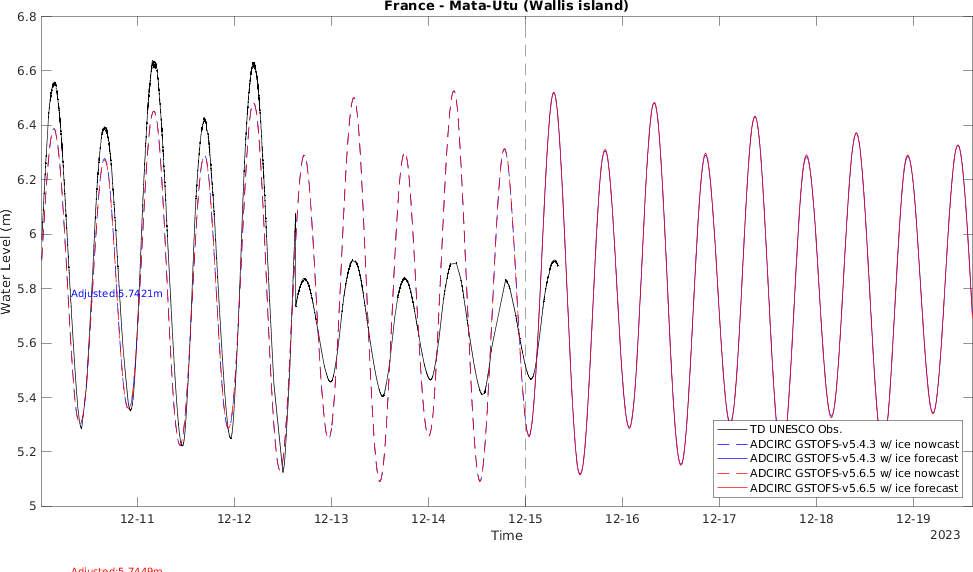 France - Mata-Utu (Wallis island)
6.8
6.6
6.4
6.2
6
5.8
5.6
5.4
5.2
5
Water Level (m)
Adjusted:5.7421m
TD UNESCO Obs.
ADCIRC GSTOFS-v5.4.3 w/ ice nowcast
ADCIRC GSTOFS-v5.4.3 w/ ice forecast
ADCIRC GSTOFS-v5.6.5 w/ ice nowcast
ADCIRC GSTOFS-v5.6.5 w/ ice forecast
12-11 12-12 12-13 12-14 12-15 12-16 12-17 12-18 12-19
Time
2023
Adjusted:5.7449m